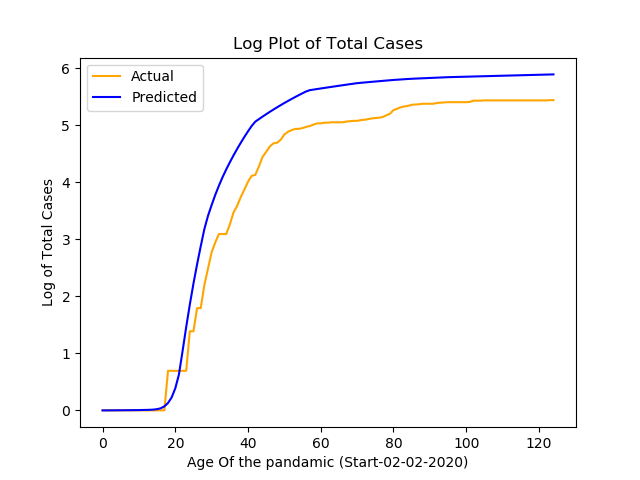 Log Plot of Total Cases
Actual
Predicted
6
5
4
3
2
1
0
Log of Total Cases
0 20 40 60 80 100 120
Age Of the pandamic (Start-02-02-2020)